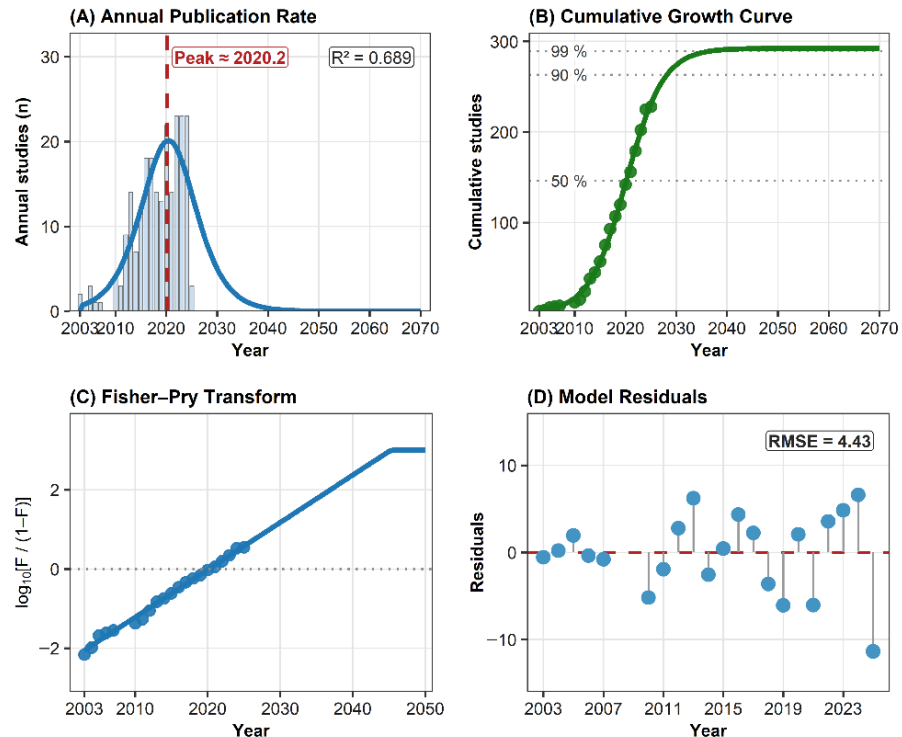 (A) Annual Publication Rate
Annual studies (n)
30
20
10
0
Peak ≈ 2020.2
R² = 0.689
2003 2010 2020 2030 2040 2050 2060 2070
Year
(B) Cumulative Growth Curve
Cumulative studies
300
200
100
99 %
90 %
50 %
2003 2010 2020 2030 2040 2050 2060 2070
Year
(C) Fisher–Pry Transform
log₁₀[F / (1−F)]
2
0
−2
2003 2010 2020 2030 2040 2050
Year
(D) Model Residuals
Residuals
10
0
−10
RMSE = 4.43
2003 2007 2011 2015 2019 2023
Year